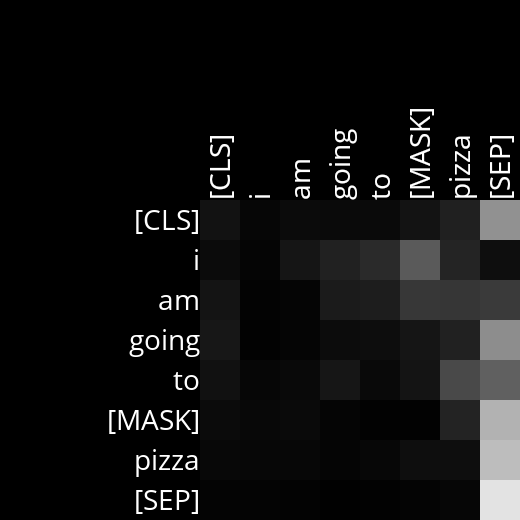 [CLS] i am going to [MASK] pizza [SEP]
[CLS]
i
am
going
to
[MASK]
pizza
[SEP]